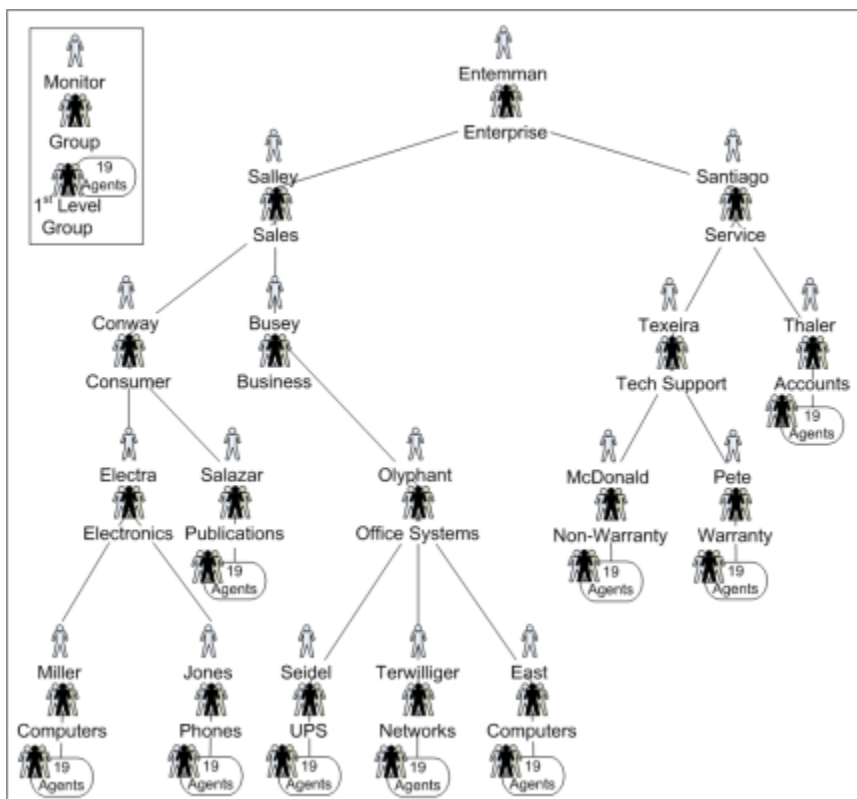 Entemman
Monitor
Enterprise
Group
19
Agents
1st Level
Group
Salley
Santiago
Sales
Service
Conway
Busey
Texeira
Thaler
Consumer
Business
Tech Support
Accounts
19
Agents
Electra
Salazar
Olyphant
McDonald
Pete
Electronics
Publications
Office Systems
Non-Warranty
Warranty
19
Agents
19
Agents
19
Agents
Miller
Jones
Seidel
Terwilliger
East
Computers
Phones
UPS
Networks
Computers
19
Agents
19
Agents
19
Agents
19
Agents
19
Agents